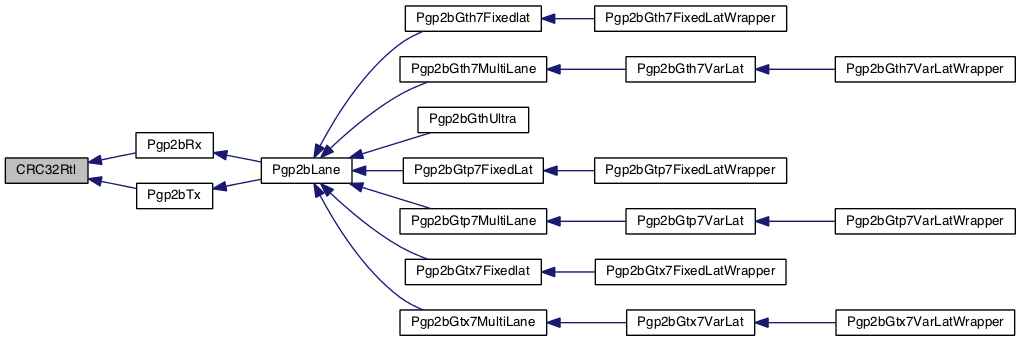 Pgp2bGth7Fixedlat
Pgp2bGth7FixedLatWrapper
Pgp2bGth7MultiLane
Pgp2bGth7VarLat
Pgp2bGth7VarLatWrapper
Pgp2bGthUltra
Pgp2bRx
CRC32Rtl
Pgp2bLane
Pgp2bGtp7FixedLat
Pgp2bGtp7FixedLatWrapper
Pgp2bTx
Pgp2bGtp7MultiLane
Pgp2bGtp7VarLat
Pgp2bGtp7VarLatWrapper
Pgp2bGtx7Fixedlat
Pgp2bGtx7FixedLatWrapper
Pgp2bGtx7MultiLane
Pgp2bGtx7VarLat
Pgp2bGtx7VarLatWrapper